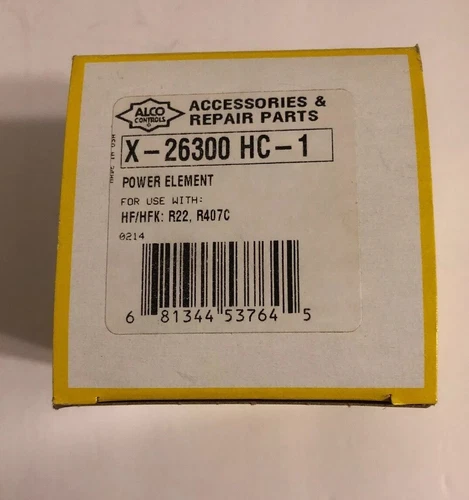 ALCO
CONTROLS
ACCESSORIES &
REPAIR PARTS
X-26300 HC-1
POWER ELEMENT
FOR USE WITH:
HF/HFK: R22, R407C
0214
6 81344 53764 5